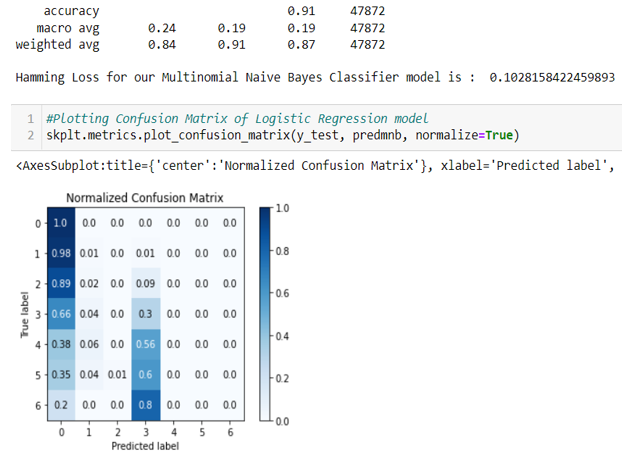 accuracy 0.91 47872
macro avg 0.24 0.19 0.19 47872
weighted avg 0.84 0.91 0.87 47872
Hamming Loss for our Multinomial Naive Bayes Classifier model is : 0.1028158422459893
1 #Plotting Confusion Matrix of Logistic Regression model
2 skplt.metrics.plot_confusion_matrix(y_test, predmnb, normalize=True)
<AxesSubplot:title={'center':'Normalized Confusion Matrix'}, xlabel='Predicted label',
Normalized Confusion Matrix
0 1.0 0.0 0.0 0.0 0.0 0.0 0.0
1 0.98 0.01 0.0 0.01 0.0 0.0 0.0
2 0.89 0.02 0.0 0.09 0.0 0.0 0.0
3 0.66 0.04 0.0 0.3 0.0 0.0 0.0
4 0.38 0.06 0.0 0.56 0.0 0.0 0.0
5 0.35 0.04 0.01 0.6 0.0 0.0 0.0
6 0.2 0.0 0.0 0.8 0.0 0.0 0.0
0 1 2 3 4 5 6
True label
Predicted label
1.0
0.8
0.6
0.4
0.2
0.0